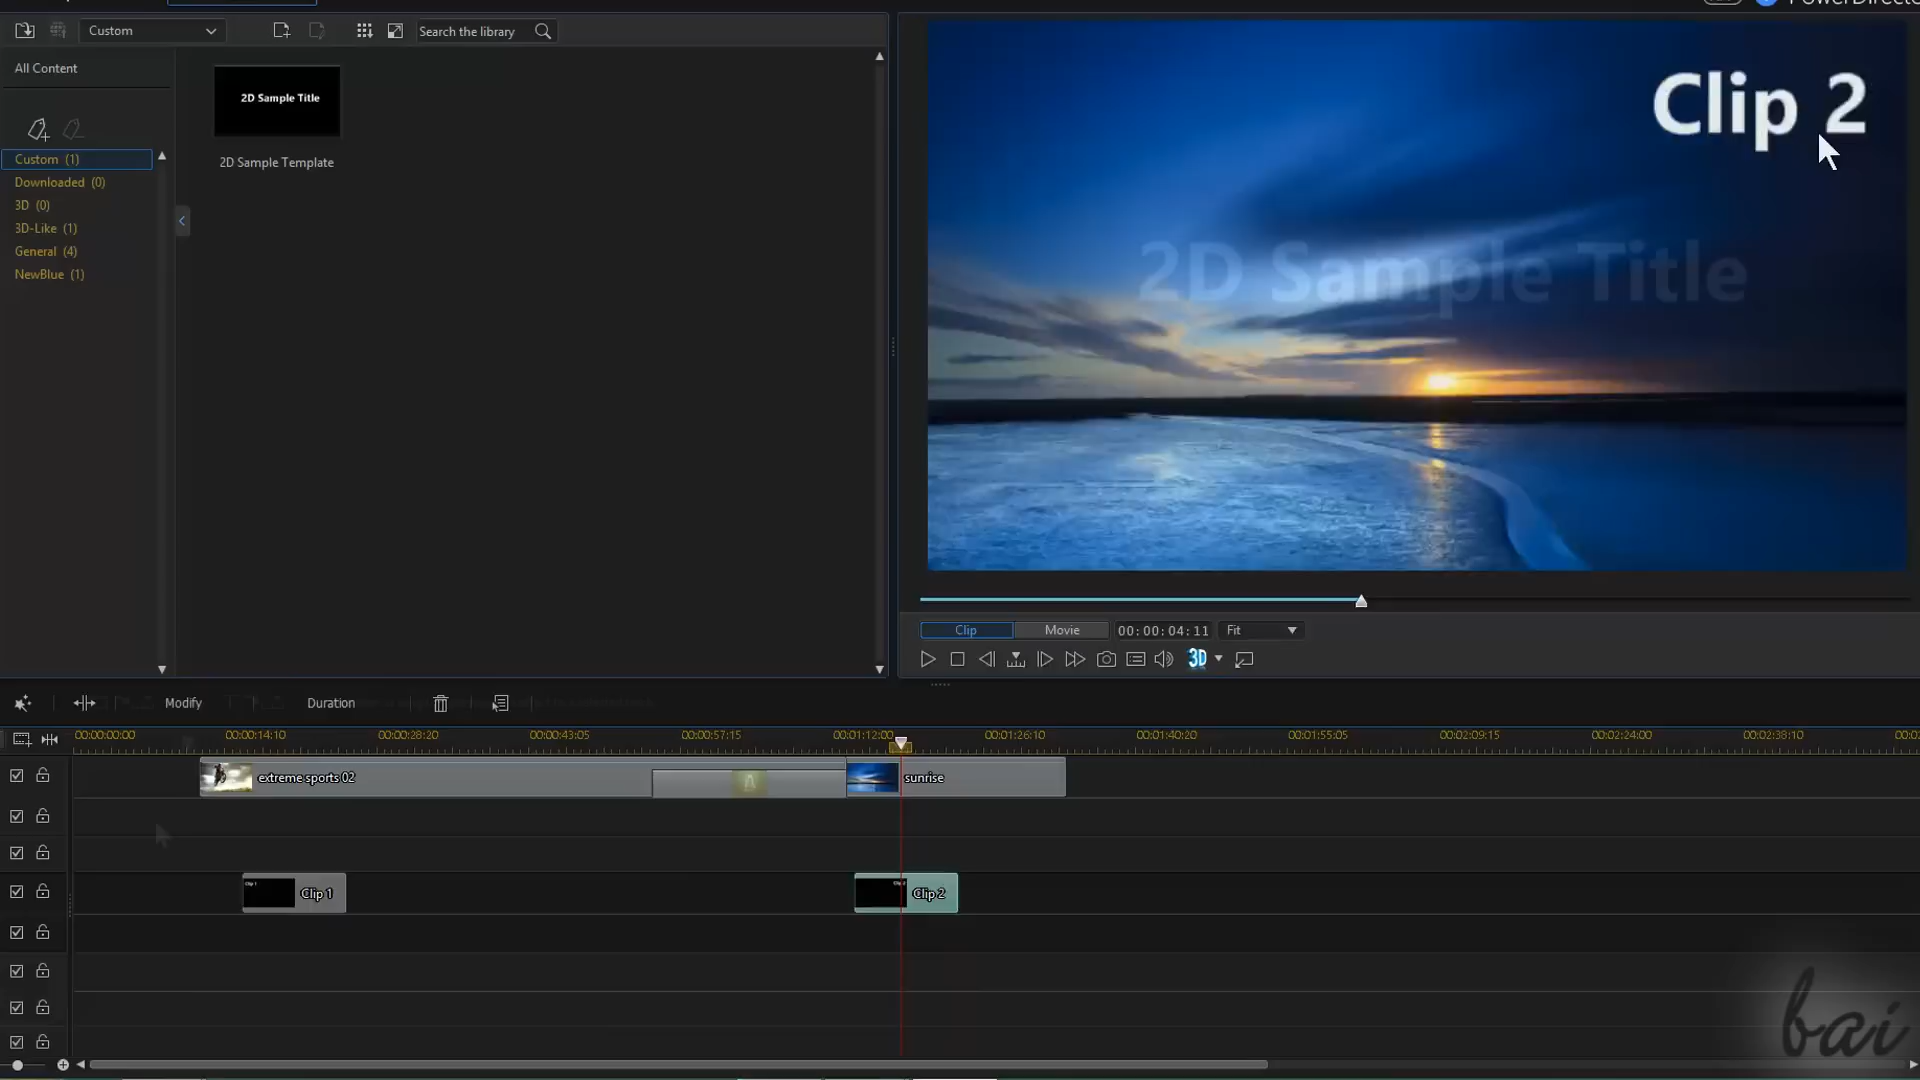 Custom
Search the library
All Content
2D Sample Title
2D Sample Template
Custom (1)
Downloaded (0)
3D (0)
3D-Like (1)
General (4)
NewBlue (1)
Clip 2
2D Sample Title
Clip
Movie
00:00:04:11
Fit
3D
Modify
Duration
00:00:00:00
00:00:14:10
00:00:28:20
00:00:43:05
00:00:57:15
00:01:12:00
00:01:26:10
00:01:40:20
00:01:55:05
00:02:09:15
00:02:24:00
00:02:38:10
extreme sports 02
sunrise
Clip 1
Clip 2
bai